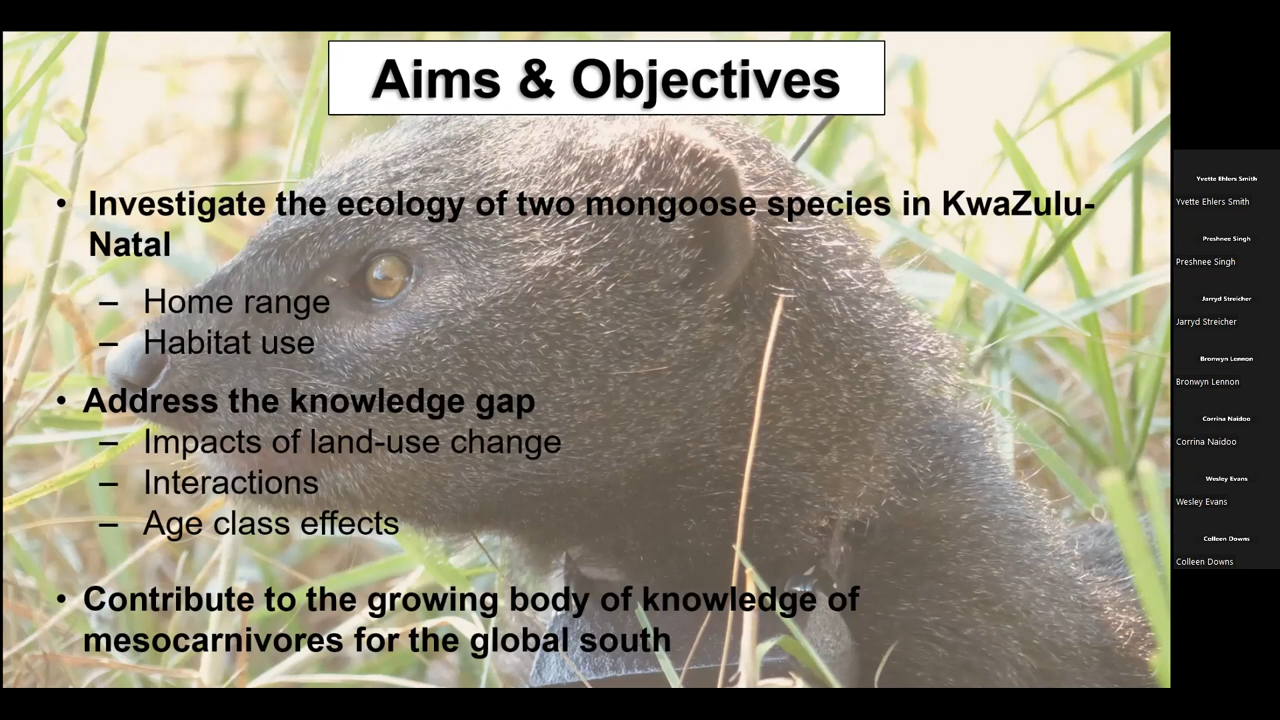 Aims & Objectives
• Investigate the ecology of two mongoose species in KwaZulu-
Natal
– Home range
– Habitat use
• Address the knowledge gap
– Impacts of land-use change
– Interactions
– Age class effects
• Contribute to the growing body of knowledge of
mesocarnivores for the global south
Yvette Ehlers Smith
Yvette Ehlers Smith
Preshnee Singh
Preshnee Singh
Jarryd Streicher
Jarryd Streicher
Bronwyn Lennon
Bronwyn Lennon
Corrina Naidoo
Corrina Naidoo
Wesley Evans
Wesley Evans
Colleen Downs
Colleen Downs